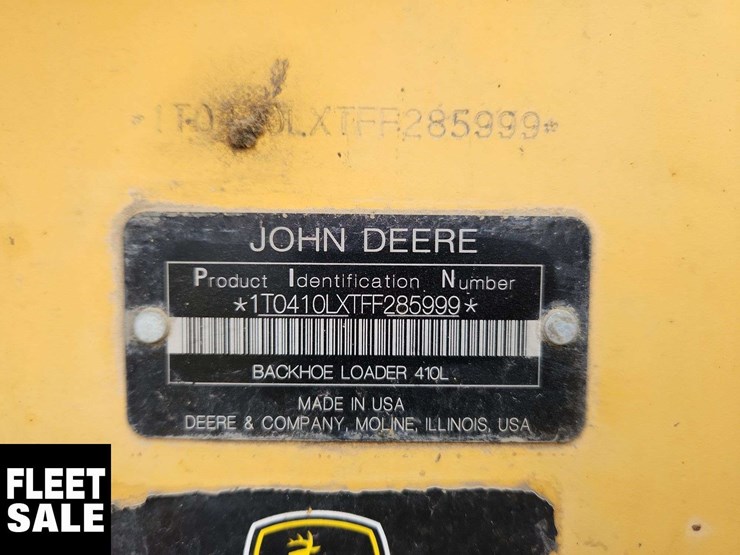 *1T0410LXTFF285999*
JOHN DEERE
Product Identification Number
*1T0410LXTFF285999*
BACKHOE LOADER 410L
MADE IN USA
DEERE & COMPANY, MOLINE, ILLINOIS, USA
FLEET
SALE